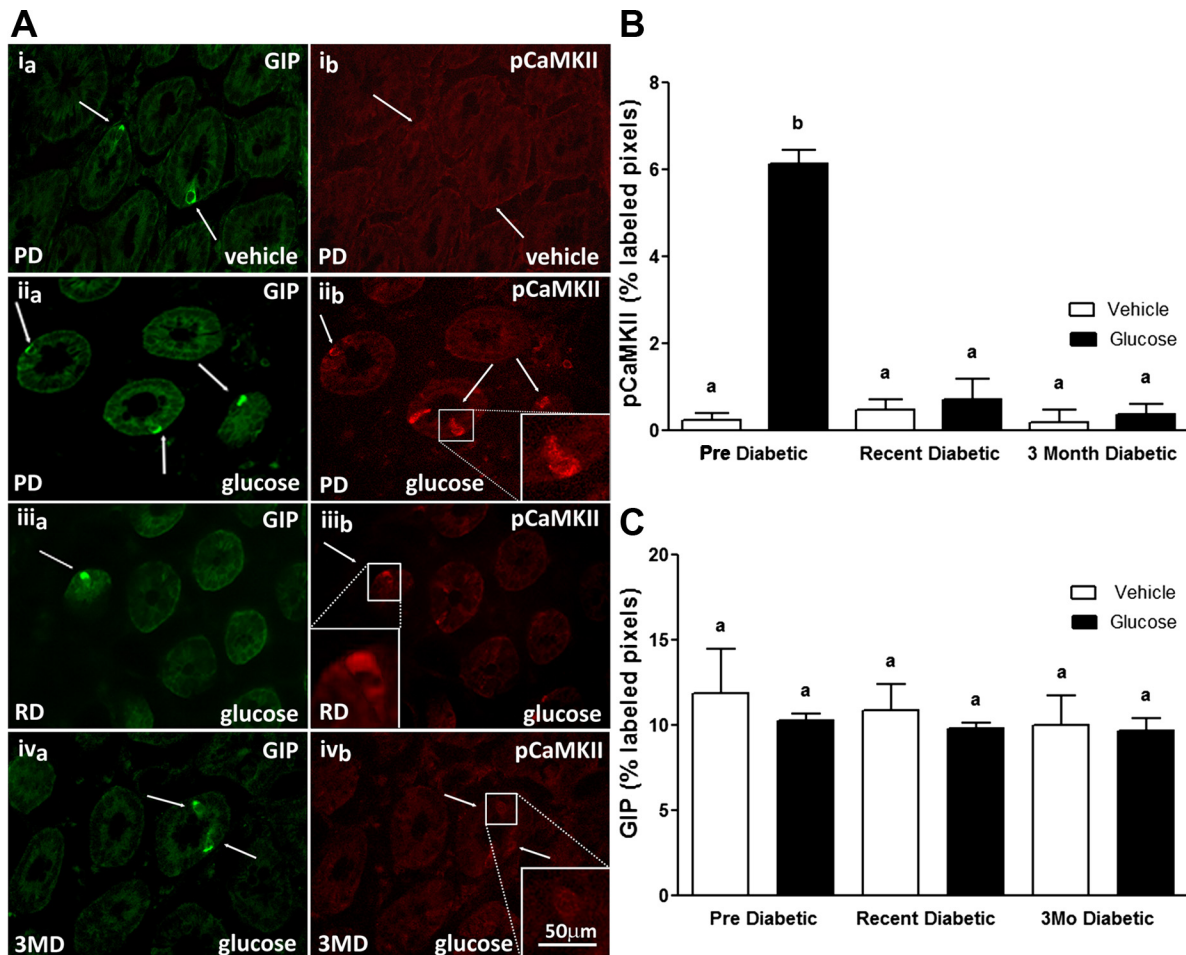 A
ia
GIP
PD
vehicle
ib
pCaMKII
PD
vehicle
iia
GIP
PD
glucose
iib
pCaMKII
PD
glucose
iiia
GIP
RD
glucose
iiib
pCaMKII
RD
glucose
iva
GIP
3MD
glucose
ivb
pCaMKII
glucose
50μm
B
pCaMKII (% labeled pixels)
8
6
4
2
0
a
b
a
a
a
a
Vehicle
Glucose
Pre Diabetic
Recent Diabetic
3 Month Diabetic
C
GIP (% labeled pixels)
20
15
10
5
0
a
a
a
a
a
a
Vehicle
Glucose
Pre Diabetic
Recent Diabetic
3Mo Diabetic